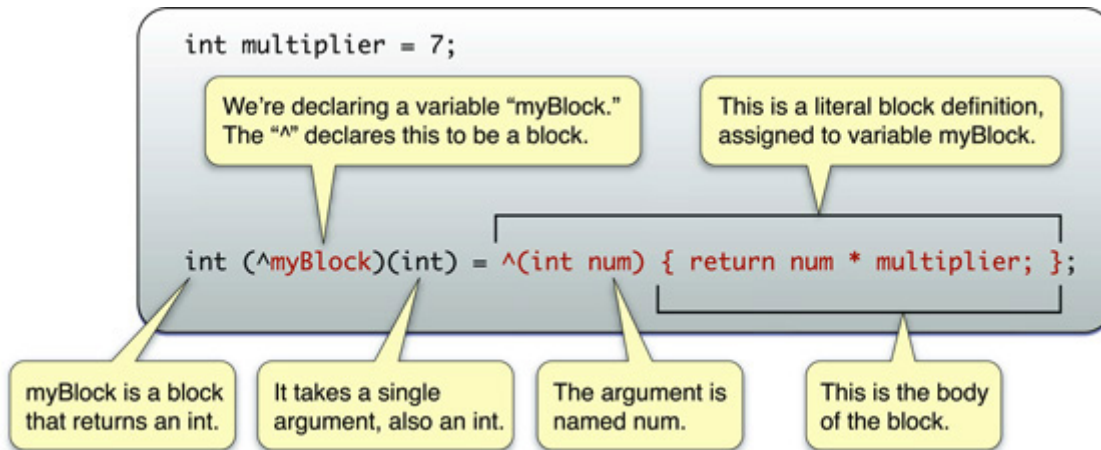 int multiplier = 7;
We’re declaring a variable “myBlock.”
The “^” declares this to be a block.
This is a literal block definition,
assigned to variable myBlock.
int (^myBlock)(int) = ^(int num) { return num * multiplier; };
myBlock is a block
that returns an int.
It takes a single
argument, also an int.
The argument is
named num.
This is the body
of the block.